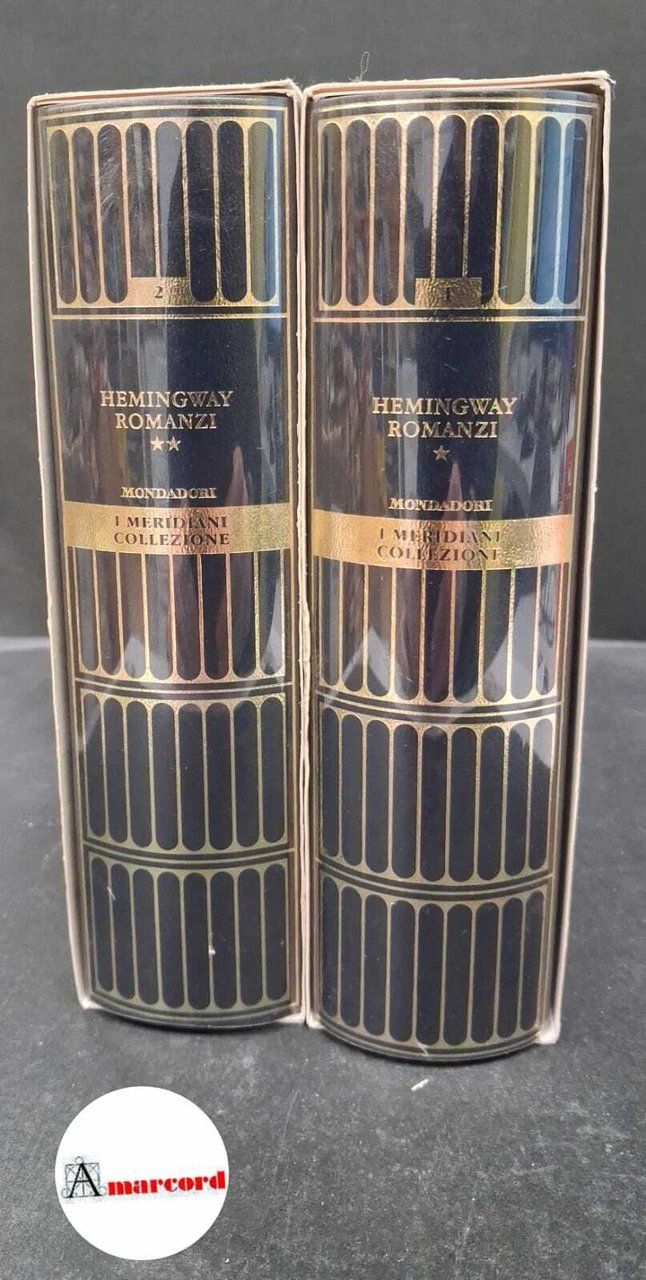 2
HEMINGWAY
ROMANZI
★★
MONDADORI
I MERIDIANI
COLLEZIONE
1
HEMINGWAY
ROMANZI
★
MONDADORI
I MERIDIANI
COLLEZIONE
Amarcord